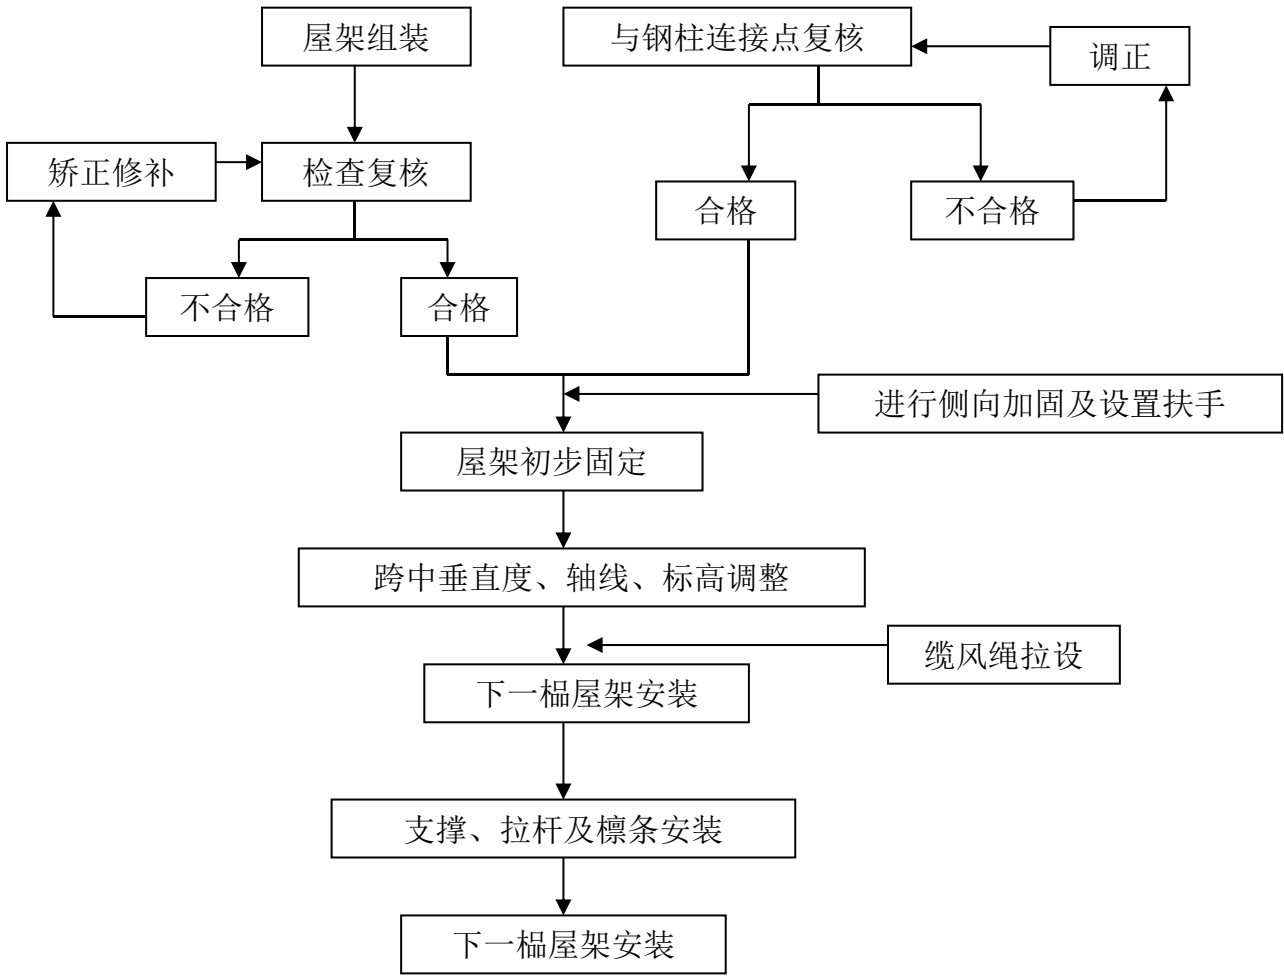 屋架组装
与钢柱连接点复核
调正
矫正修补
检查复核
合格
不合格
不合格
合格
进行侧向加固及设置扶手
屋架初步固定
跨中垂直度、轴线、标高调整
缆风绳拉设
下一榀屋架安装
支撑、拉杆及檩条安装
下一榀屋架安装